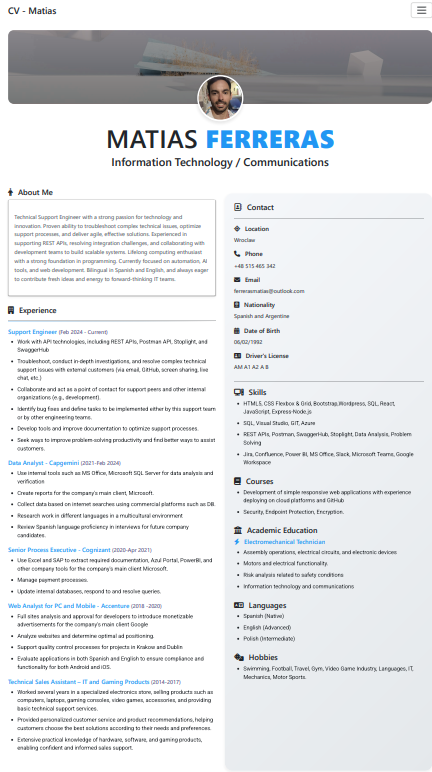 CV - Matias
MATIAS FERRERAS
Information Technology / Communications
About Me
Technical Support Engineer with a strong passion for technology and
innovation. Proven ability to troubleshoot complex technical issues, optimize
support processes, and deliver agile, effective solutions. Experienced in
supporting REST APIs, resolving integration challenges, and collaborating with
development teams to build scalable systems. Lifelong computing enthusiast
with a strong foundation in programming. Currently focused on automation, AI
tools, and web development. Bilingual in Spanish and English, and always eager
to contribute fresh ideas and energy to forward-thinking IT teams.
Experience
Support Engineer (Feb 2024 - Current)
Work with API technologies, including REST APIs, Postman API, Stoplight, and
SwaggerHub
Troubleshoot, conduct in-depth investigations, and resolve complex technical
support issues with external customers (via email, GitHub, screen sharing, live
chat, etc.)
Collaborate and act as a point of contact for support peers and other internal
organizations (e.g., development).
Identify bug fixes and define tasks to be implemented either by this support team
or by other engineering teams.
Develop tools and improve documentation to optimize support processes.
Seek ways to improve problem-solving productivity and find better ways to assist
customers.
Data Analyst - Capgemini (2021-Feb 2024)
Use internal tools such as MS Office, Microsoft SQL Server for data analysis and
verification
Create reports for the company's main client, Microsoft.
Collect data based on internet searches using commercial platforms such as DB.
Research work in different languages in a multicultural environment
Review Spanish language proficiency in interviews for future company
candidates.
Senior Process Executive - Cognizant (2020-Apr 2021)
Use Excel and SAP to extract required documentation, Azul Portal, PowerBI, and
other company tools for the company's main client Microsoft.
Manage payment processes.
Update internal databases, respond to and resolve queries.
Web Analyst for PC and Mobile - Accenture (2018 -2020)
Full sites analysis and approval for developers to introduce monetizable
advertisements for the company's main client Google
Analyze websites and determine optimal ad positioning.
Support quality control processes for projects in Krakow and Dublin
Evaluate applications in both Spanish and English to ensure compliance and
functionality for both Android and iOS.
Technical Sales Assistant – IT and Gaming Products (2014-2017)
Worked several years in a specialized electronics store, selling products such as
computers, laptops, gaming consoles, video games, accessories, and providing
basic technical support services.
Provided personalized customer service and product recommendations, helping
customers choose the best solutions according to their needs and preferences.
Extensive practical knowledge of hardware, software, and gaming products,
enabling confident and informed sales support.
Contact
Location
Wroclaw
Phone
+48 515 465 342
Email
ferrerasmatias@outlook.com
Nationality
Spanish and Argentine
Date of Birth
06/02/1992
Driver's License
AM A1 A2 A B
Skills
HTML5, CSS Flexbox & Grid, Bootstrap,Wordpress, SQL, React,
JavaScript, Express-Node.js
SQL, Visual Studio, GIT, Azure
REST APIs, Postman, SwaggerHub, Stoplight, Data Analysis, Problem
Solving
Jira, Confluence, Power BI, MS Office, Slack, Microsoft Teams, Google
Workspace
Courses
Development of simple responsive web applications with experience
deploying on cloud platforms and GitHub
Security, Endpoint Protection, Encryption.
Academic Education
Electromechanical Technician
Assembly operations, electrical circuits, and electronic devices
Motors and electrical functionality.
Risk analysis related to safety conditions
Information technology and communications
Languages
Spanish (Native)
English (Advanced)
Polish (Intermediate)
Hobbies
Swimming, Football, Travel, Gym, Video Game Industry, Languages, IT,
Mechanics, Motor Sports.